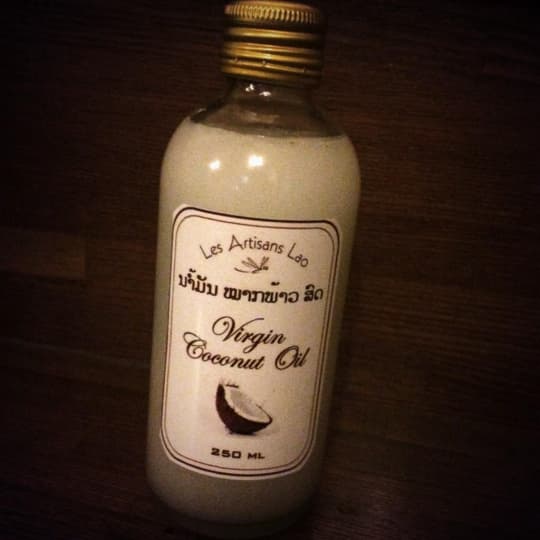 Les Artisans Lao
ນ້ຳມັນ ໝາກພ້າວ ສົດ
Virgin
Coconut Oil
250 ML